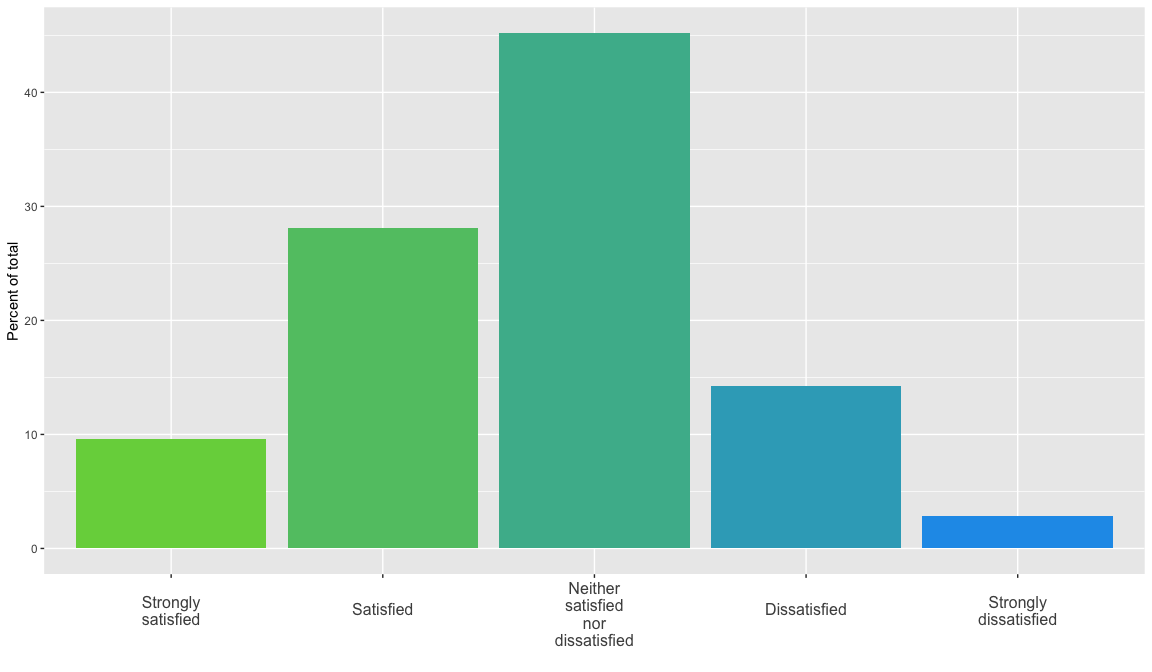 Percent of total
40
30
20
10
0
Strongly
satisfied
Satisfied
Neither
satisfied
nor
dissatisfied
Dissatisfied
Strongly
dissatisfied